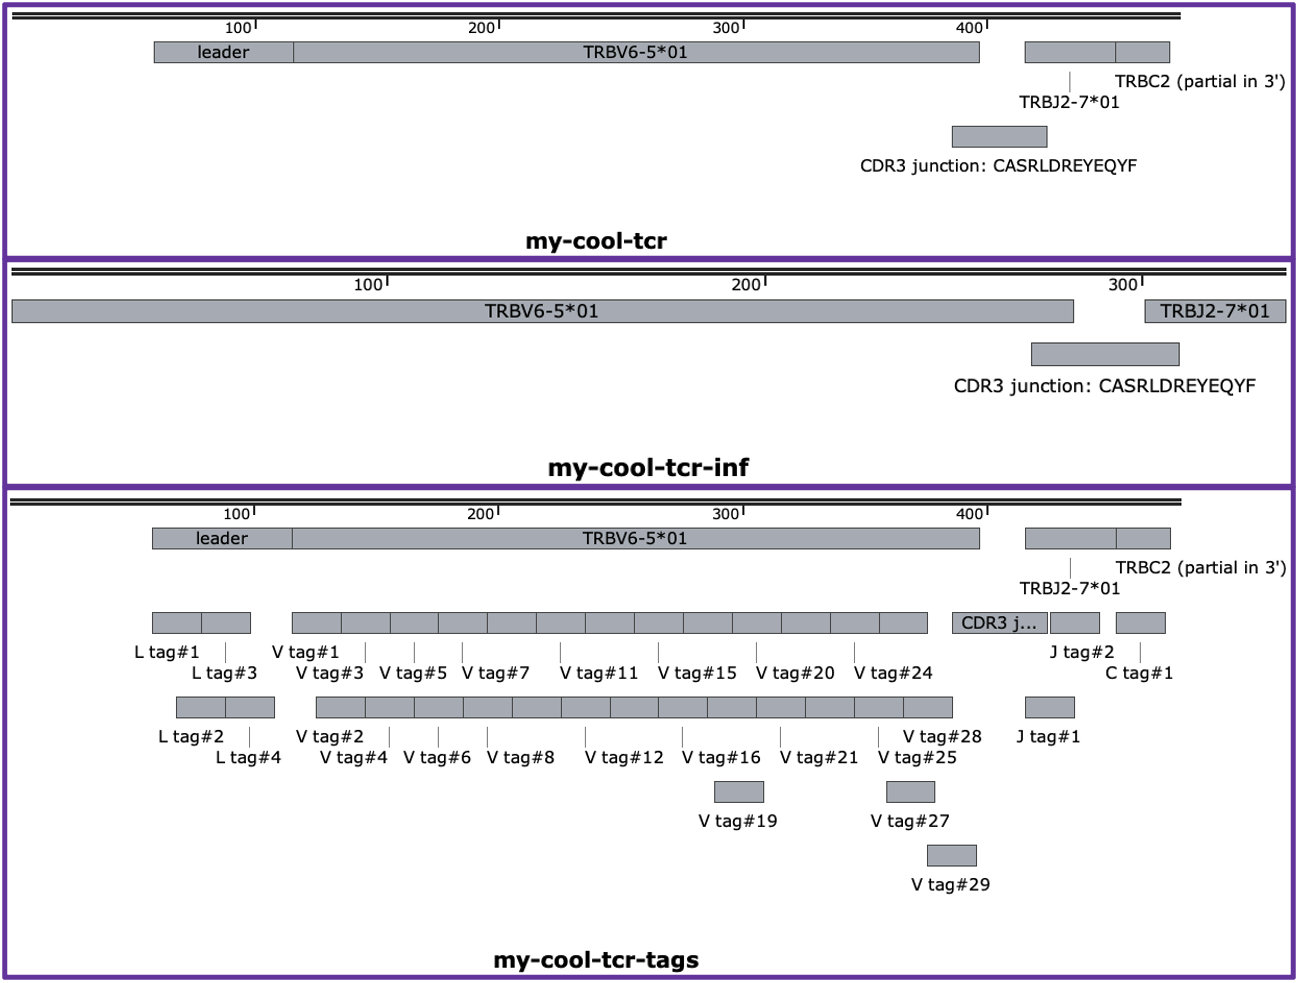 100 200 300 400
leader TRBV6-5*01
TRBC2 (partial in 3')
TRBJ2-7*01
CDR3 junction: CASRLDREYEQYF
my-cool-tcr
100 200 300
TRBV6-5*01 TRBJ2-7*01
CDR3 junction: CASRLDREYEQYF
my-cool-tcr-inf
100 200 300 400
leader TRBV6-5*01
TRBC2 (partial in 3')
TRBJ2-7*01
CDR3 j...
L tag#1 V tag#1 J tag#2
L tag#3 V tag#3 V tag#5 V tag#7 V tag#11 V tag#15 V tag#20 V tag#24 C tag#1
L tag#2 V tag#2 V tag#28 J tag#1
L tag#4 V tag#4 V tag#6 V tag#8 V tag#12 V tag#16 V tag#21 V tag#25
V tag#19 V tag#27
V tag#29
my-cool-tcr-tags